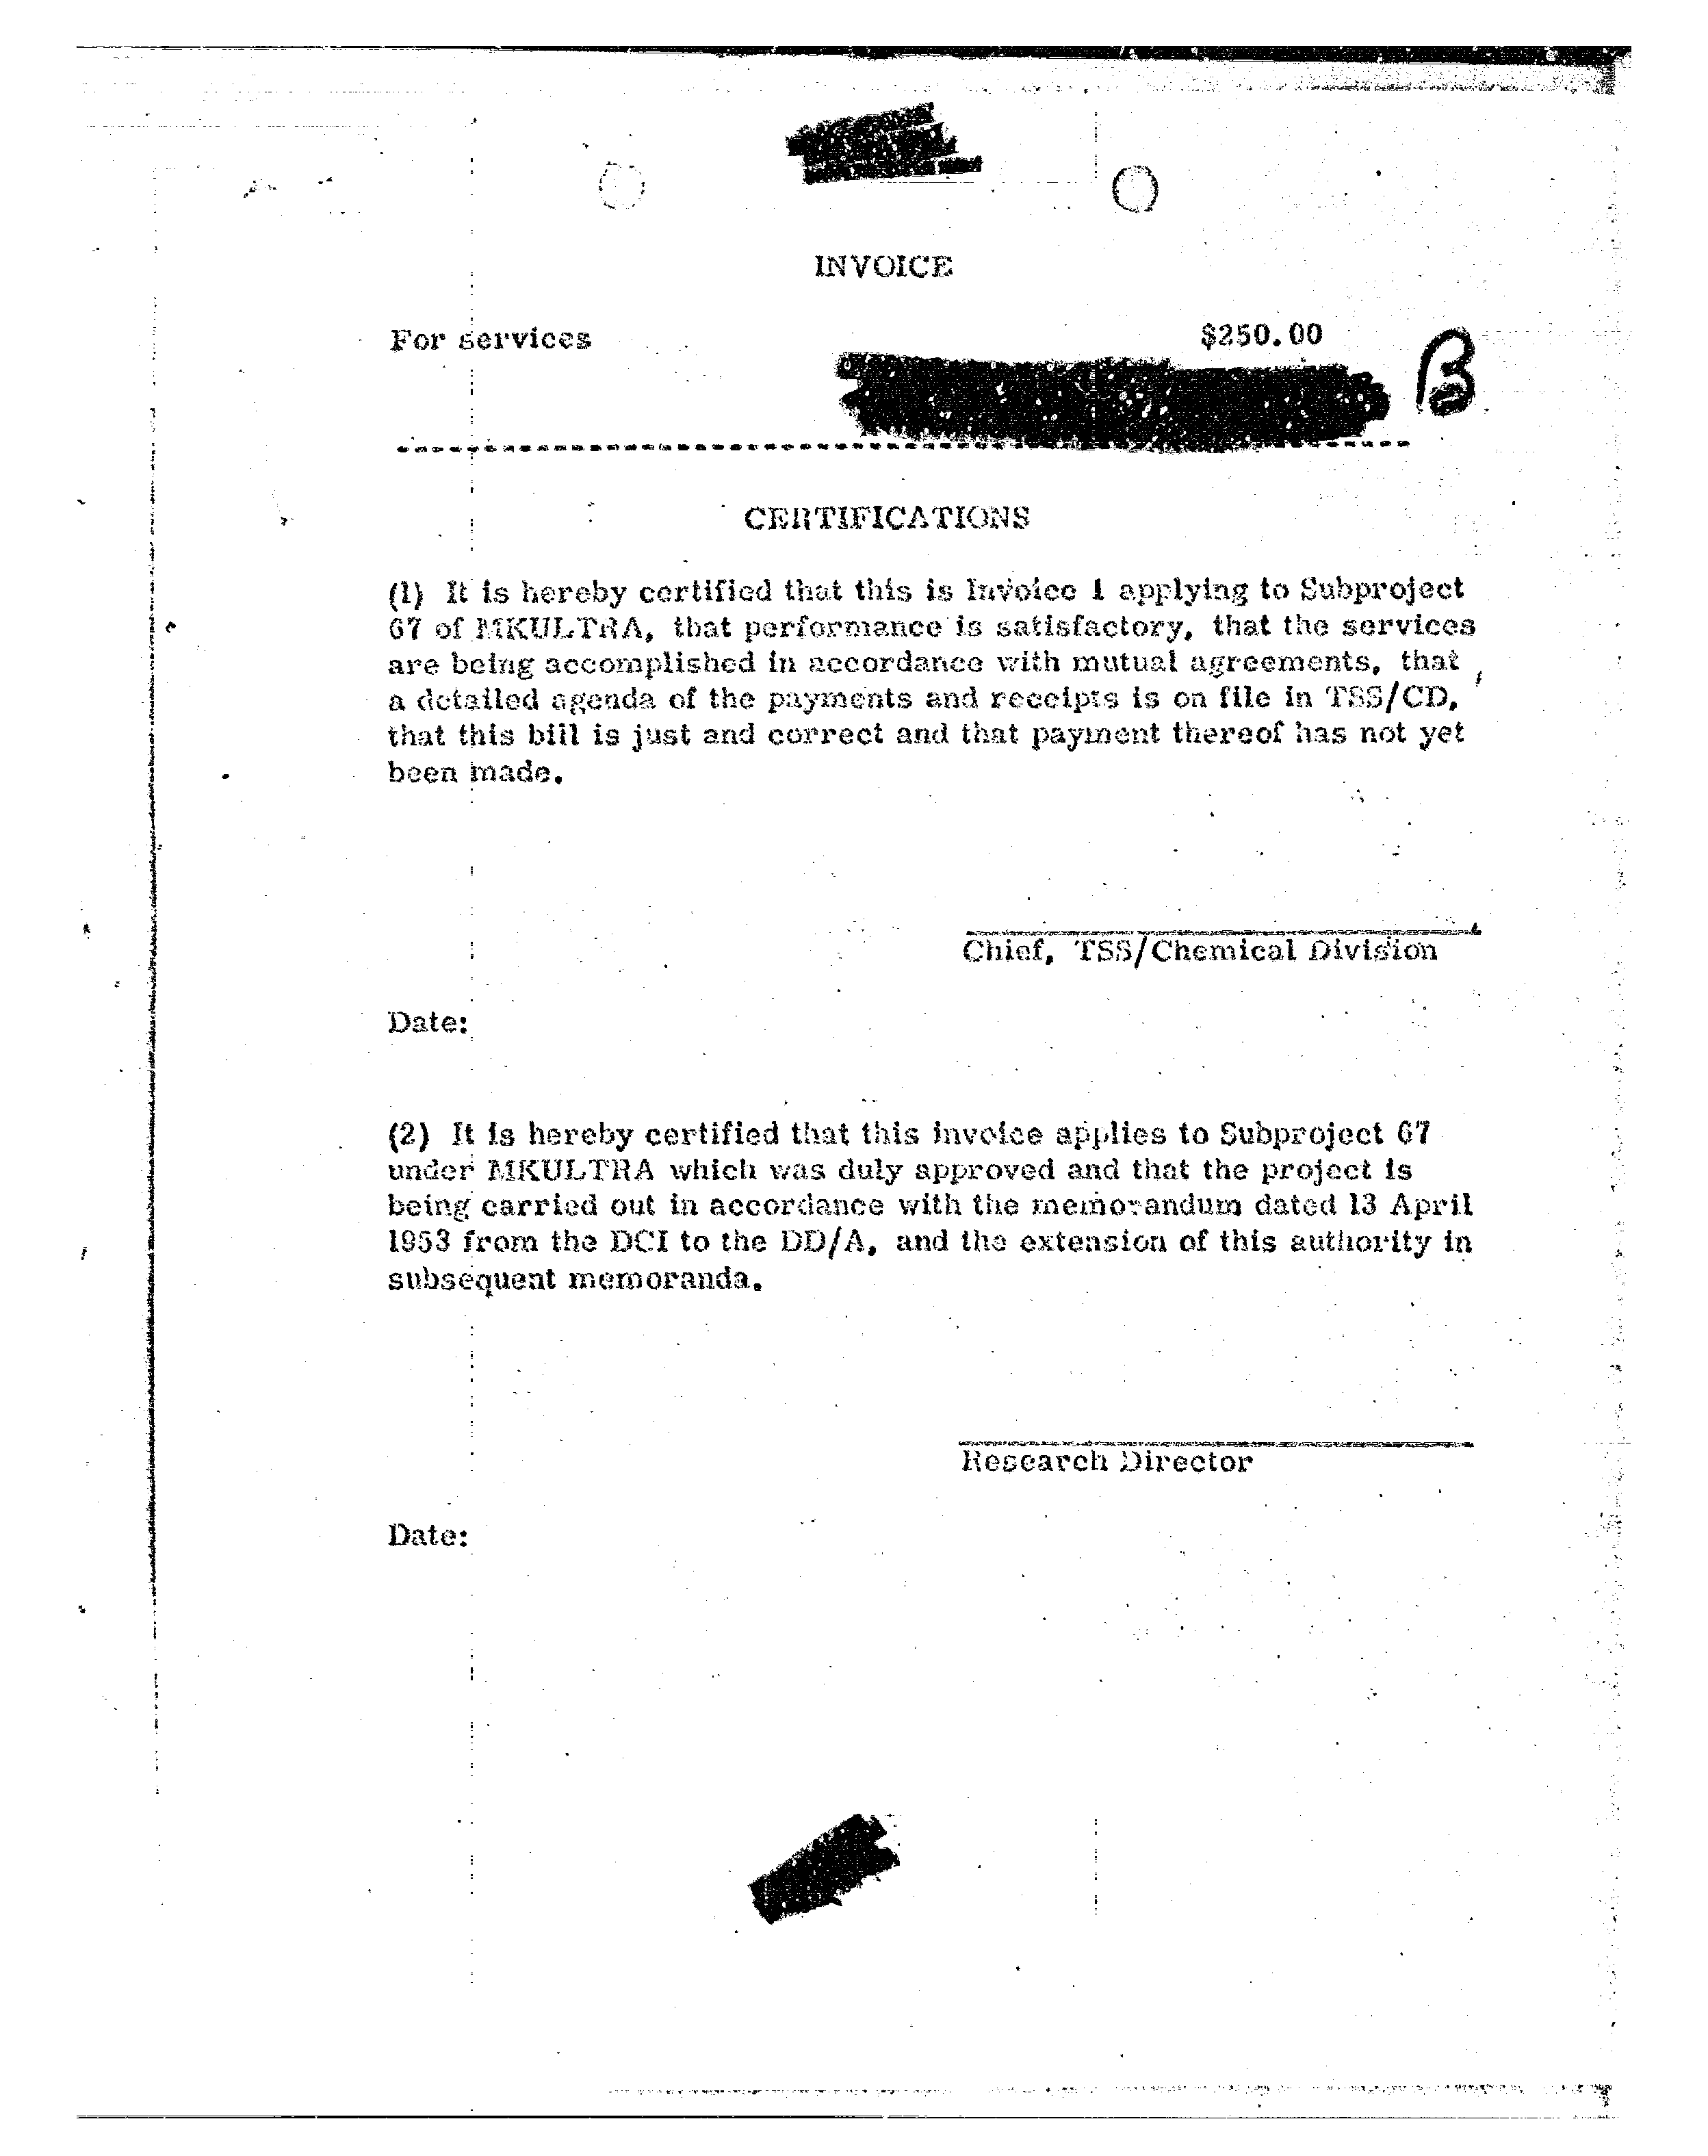 INVOICE
For services $250.00
B
CERTIFICATIONS
(1) It is hereby certified that this is Invoice 1 applying to Subproject
67 of MKULTRA, that performance is satisfactory, that the services
are being accomplished in accordance with mutual agreements, that
a detailed agenda of the payments and receipts is on file in TSS/CD,
that this bill is just and correct and that payment thereof has not yet
been made.
Chief, TSS/Chemical Division
Date:
(2) It is hereby certified that this invoice applies to Subproject 67
under MKULTRA which was duly approved and that the project is
being carried out in accordance with the memorandum dated 13 April
1953 from the DCI to the DD/A, and the extension of this authority in
subsequent memoranda.
Research Director
Date: